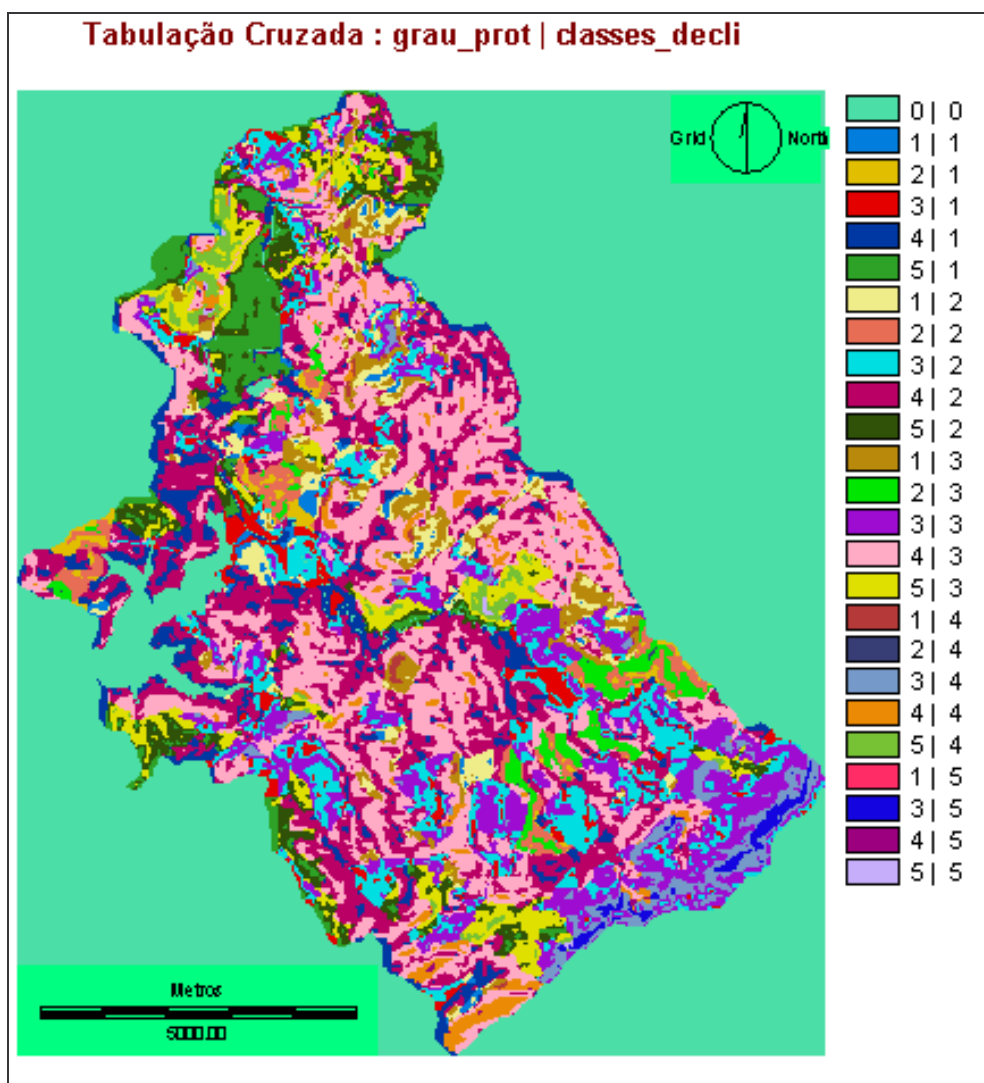 Tabulação Cruzada : grau_prot | classes_decli
Grid North
0 | 0
1 | 1
2 | 1
3 | 1
4 | 1
5 | 1
1 | 2
2 | 2
3 | 2
4 | 2
5 | 2
1 | 3
2 | 3
3 | 3
4 | 3
5 | 3
1 | 4
2 | 4
3 | 4
4 | 4
5 | 4
1 | 5
3 | 5
4 | 5
5 | 5
Metros
5000.00